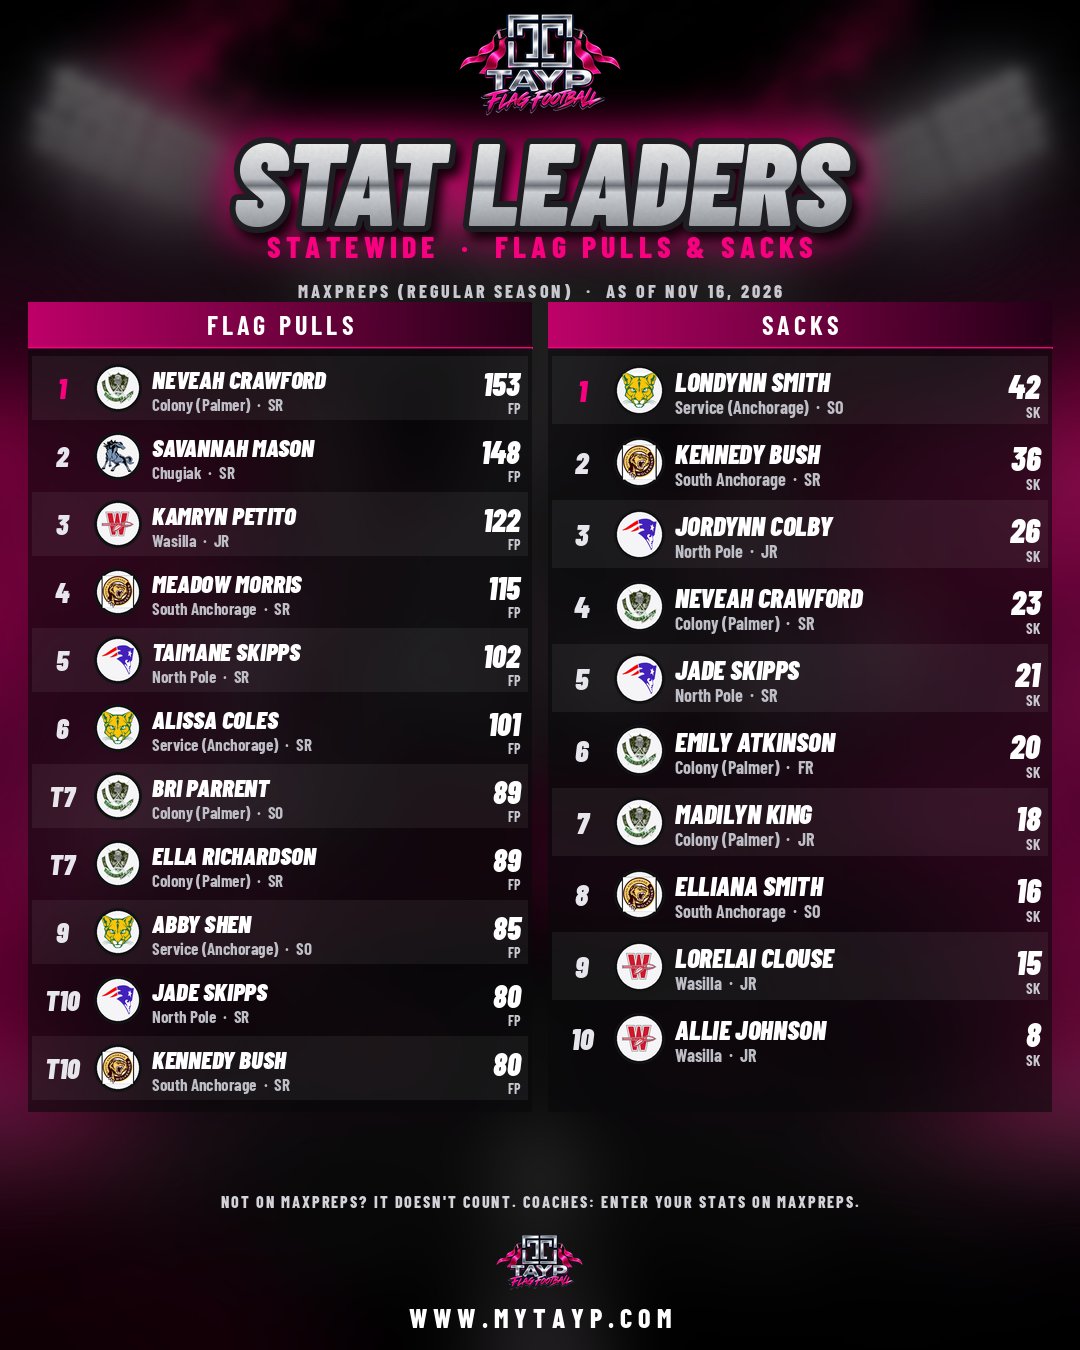 TAYP
FLAG FOOTBALL
STAT LEADERS
STATEWIDE · FLAG PULLS & SACKS
MAXPREPS (REGULAR SEASON) · AS OF NOV 16, 2026
FLAG PULLS
1 NEVEAH CRAWFORD 153
Colony (Palmer) · SR FP
2 SAVANNAH MASON 148
Chugiak · SR FP
3 KAMRYN PETITO 122
Wasilla · JR FP
4 MEADOW MORRIS 115
South Anchorage · SR FP
5 TAIMANE SKIPPS 102
North Pole · SR FP
6 ALISSA COLES 101
Service (Anchorage) · SR FP
T7 BRI PARRENT 89
Colony (Palmer) · SO FP
T7 ELLA RICHARDSON 89
Colony (Palmer) · SR FP
9 ABBY SHEN 85
Service (Anchorage) · SO FP
T10 JADE SKIPPS 80
North Pole · SR FP
T10 KENNEDY BUSH 80
South Anchorage · SR FP
SACKS
1 LONDYNN SMITH 42
Service (Anchorage) · SO SK
2 KENNEDY BUSH 36
South Anchorage · SR SK
3 JORDYNN COLBY 26
North Pole · JR SK
4 NEVEAH CRAWFORD 23
Colony (Palmer) · SR SK
5 JADE SKIPPS 21
North Pole · SR SK
6 EMILY ATKINSON 20
Colony (Palmer) · FR SK
7 MADILYN KING 18
Colony (Palmer) · JR SK
8 ELLIANA SMITH 16
South Anchorage · SO SK
9 LORELAI CLOUSE 15
Wasilla · JR SK
10 ALLIE JOHNSON 8
Wasilla · JR SK
NOT ON MAXPREPS? IT DOESN'T COUNT. COACHES: ENTER YOUR STATS ON MAXPREPS.
TAYP
FLAG FOOTBALL
WWW.MYTAYP.COM